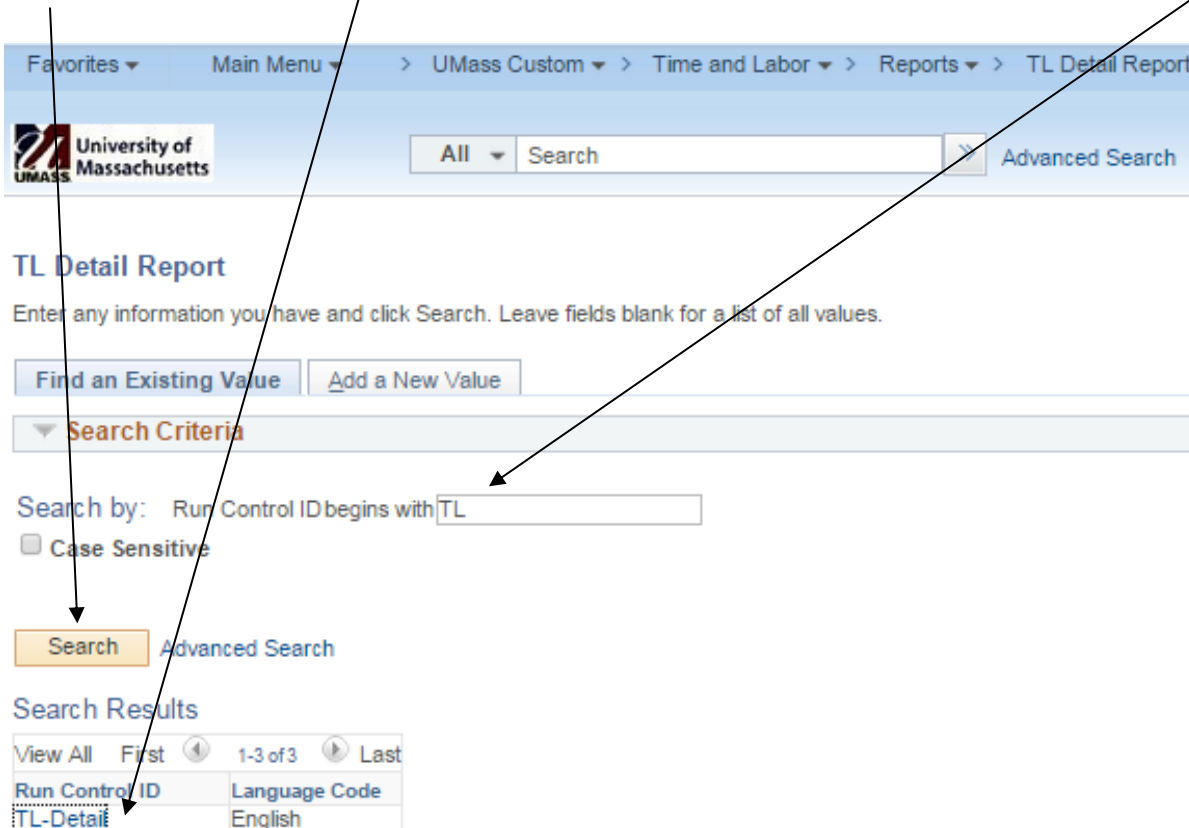 Favorites Main Menu > UMass Custom > Time and Labor > Reports > TL Detail Report
University of
Massachusetts
UMASS
All Search Advanced Search
TL Detail Report
Enter any information you have and click Search. Leave fields blank for a list of all values.
Find an Existing Value Add a New Value
Search Criteria
Search by: Run Control ID begins with TL
Case Sensitive
Search Advanced Search
Search Results
View All First 1-3 of 3 Last
Run Control ID Language Code
TL-Detail English